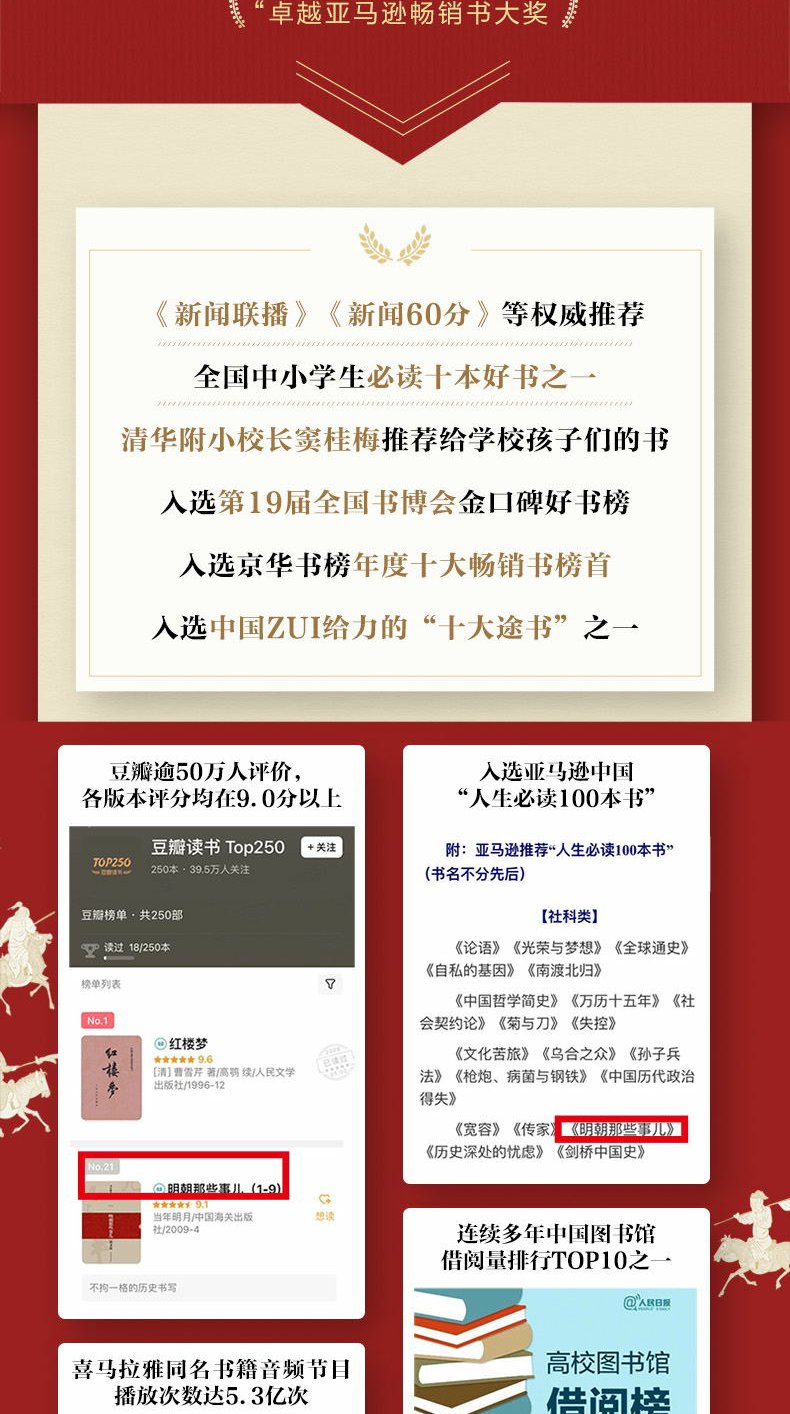 “卓越亚马逊畅销书大奖
《新闻联播》《新闻60分》等权威推荐
全国中小学生必读十本好书之一
清华附小校长窦桂梅推荐给学校孩子们的书
入选第19届全国书博会金口碑好书榜
入选京华书榜年度十大畅销书榜首
入选中国ZUI给力的“十大途书”之一
豆瓣逾50万人评价,
各版本评分均在9.0分以上
TOP250
豆瓣读书
豆瓣读书 Top250
+关注
250本 · 39.5万人关注
豆瓣榜单 · 共250部
读过 18/250本
榜单列表
No.1
红楼梦
红楼梦
9.6
[清] 曹雪芹 著/高鹗 续/人民文学
出版社/1996-12
已读过
No.21
明朝那些事儿（1-9）
9.1
当年明月/中国海关出版
社/2009-4
想读
不拘一格的历史书写
喜马拉雅同名书籍音频节目
播放次数达5.3亿次
入选亚马逊中国
“人生必读100本书”
附：亚马逊推荐“人生必读100本书”
（书名不分先后）
【社科类】
《论语》《光荣与梦想》《全球通史》
《自私的基因》《南渡北归》
《中国哲学简史》《万历十五年》《社
会契约论》《菊与刀》《失控》
《文化苦旅》《乌合之众》《孙子兵
法》《枪炮、病菌与钢铁》《中国历代政治
得失》
《宽容》《传家》《明朝那些事儿》
《历史深处的忧虑》《剑桥中国史》
连续多年中国图书馆
借阅量排行TOP10之一
@人民日报
PEOPLE'S DAILY
高校图书馆
借阅榜